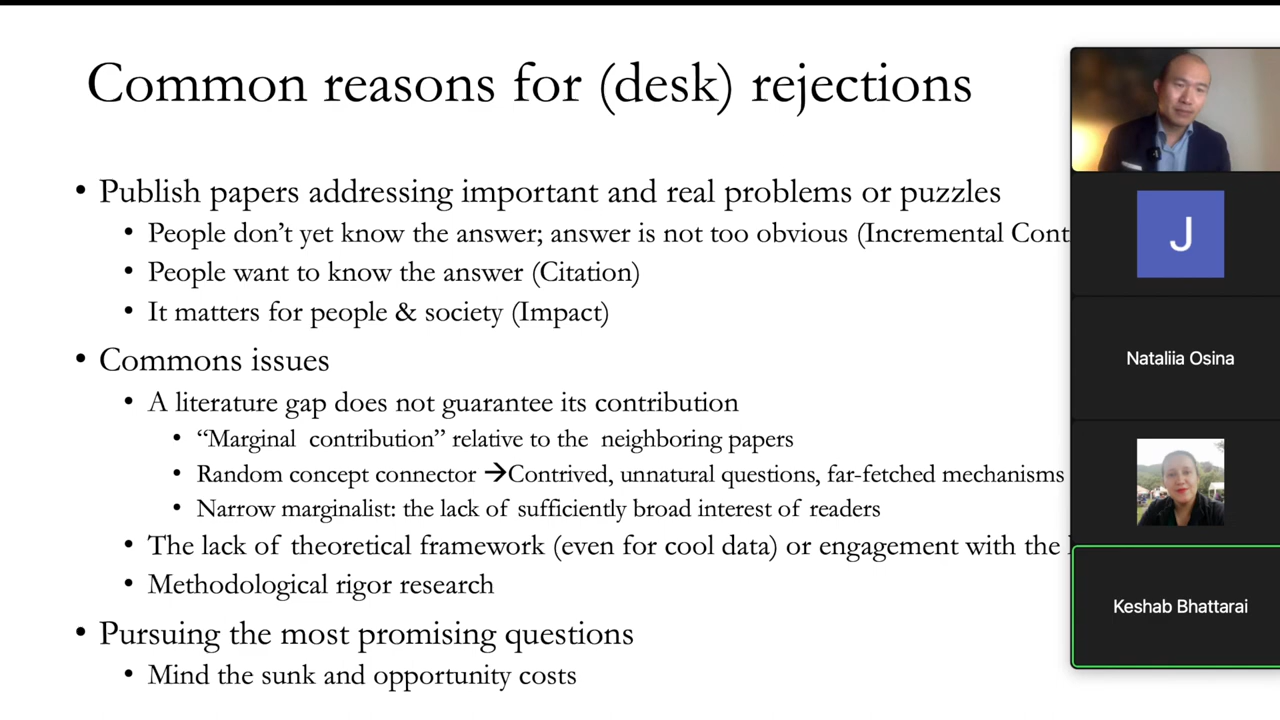 Common reasons for (desk) rejections
• Publish papers addressing important and real problems or puzzles
• People don’t yet know the answer; answer is not too obvious (Incremental Cont
• People want to know the answer (Citation)
• It matters for people & society (Impact)
• Commons issues
• A literature gap does not guarantee its contribution
• “Marginal contribution” relative to the neighboring papers
• Random concept connector →Contrived, unnatural questions, far-fetched mechanisms
• Narrow marginalist: the lack of sufficiently broad interest of readers
• The lack of theoretical framework (even for cool data) or engagement with the
• Methodological rigor research
• Pursuing the most promising questions
• Mind the sunk and opportunity costs
J
Nataliia Osina
Keshab Bhattarai